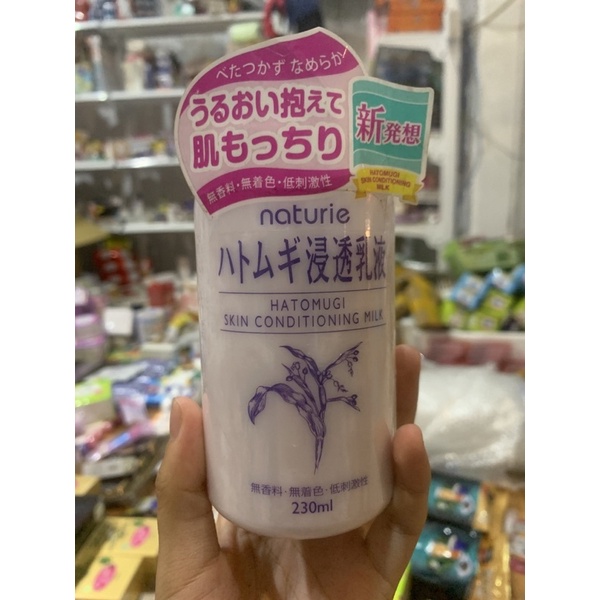 べたつかず なめらか
うるおい抱えて
肌もっちり
無香料・無着色・低刺激性
新発想
HATOMUGI
SKIN CONDITIONING
MILK
naturie
ハトムギ浸透乳液
HATOMUGI
SKIN CONDITIONING MILK
無香料・無着色・低刺激性
230ml